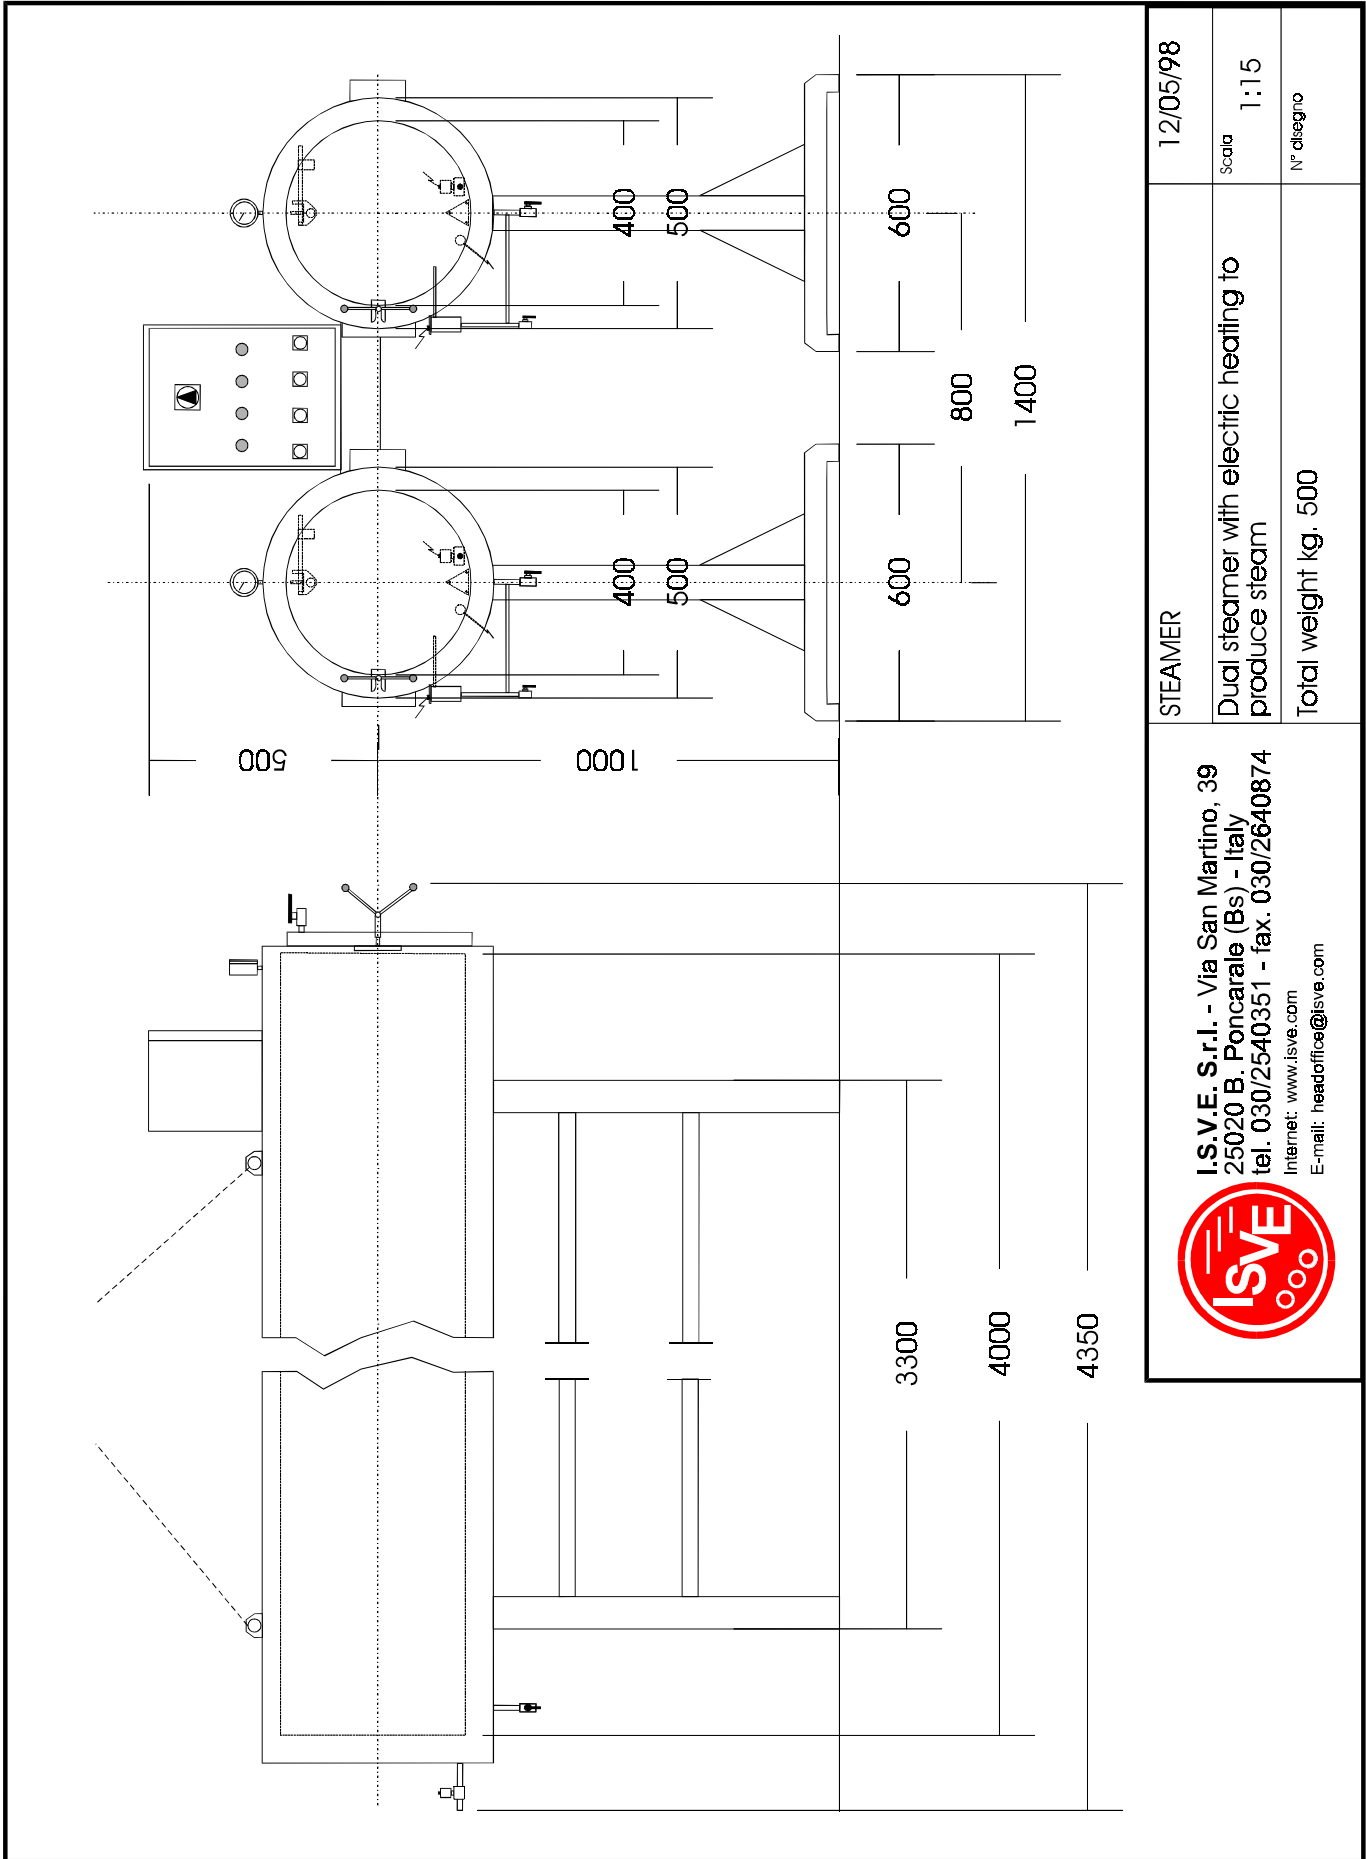 500
1000
400
500
600
400
500
600
800
1400
3300
4000
4350
ISVE
I.S.V.E. S.r.l. - Via San Martino, 39
25020 B. Poncarale (Bs) - Italy
tel. 030/2540351 - fax. 030/2640874
Internet: www.isve.com
E-mail: headoffice@isve.com
STEAMER
Dual steamer with electric heating to
produce steam
Total weight kg. 500
12/05/98
Scala
1:15
N° disegno